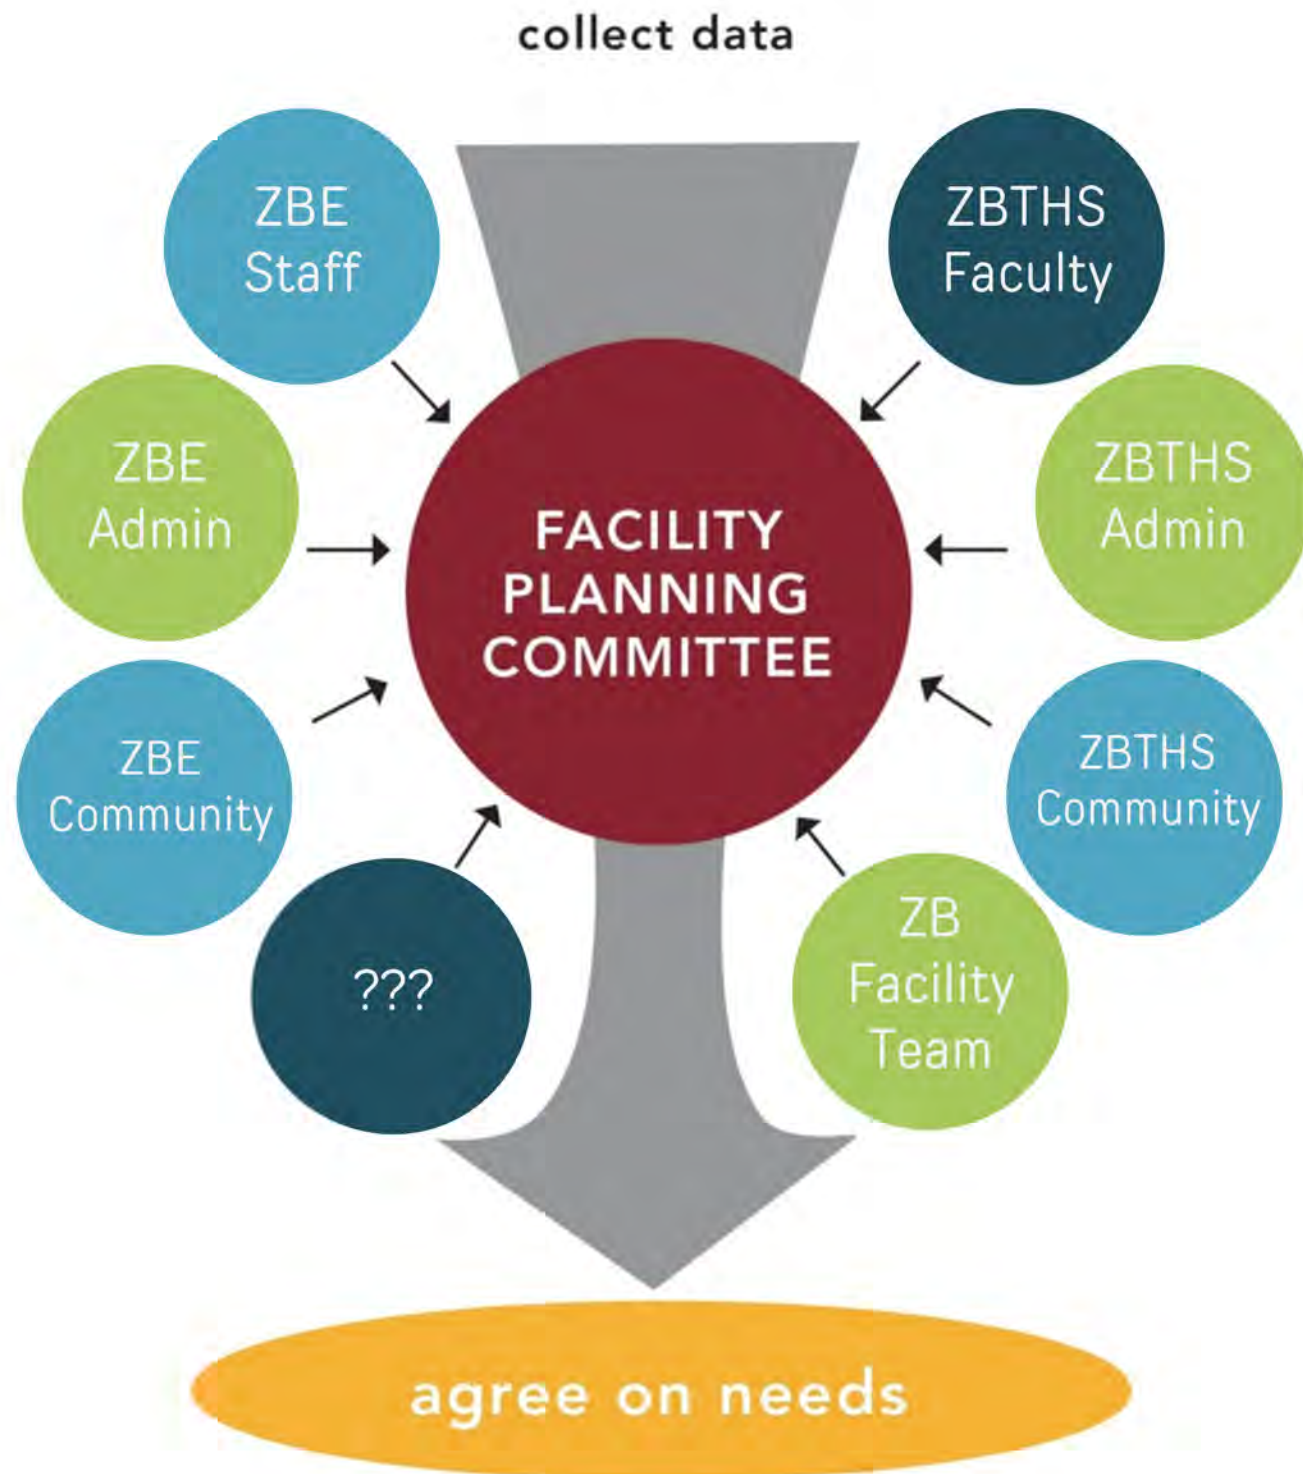 collect data
ZBE
Staff
ZBTHS
Faculty
ZBE
Admin
FACILITY
PLANNING
COMMITTEE
ZBTHS
Admin
ZBE
Community
ZBTHS
Community
???
ZB
Facility
Team
agree on needs